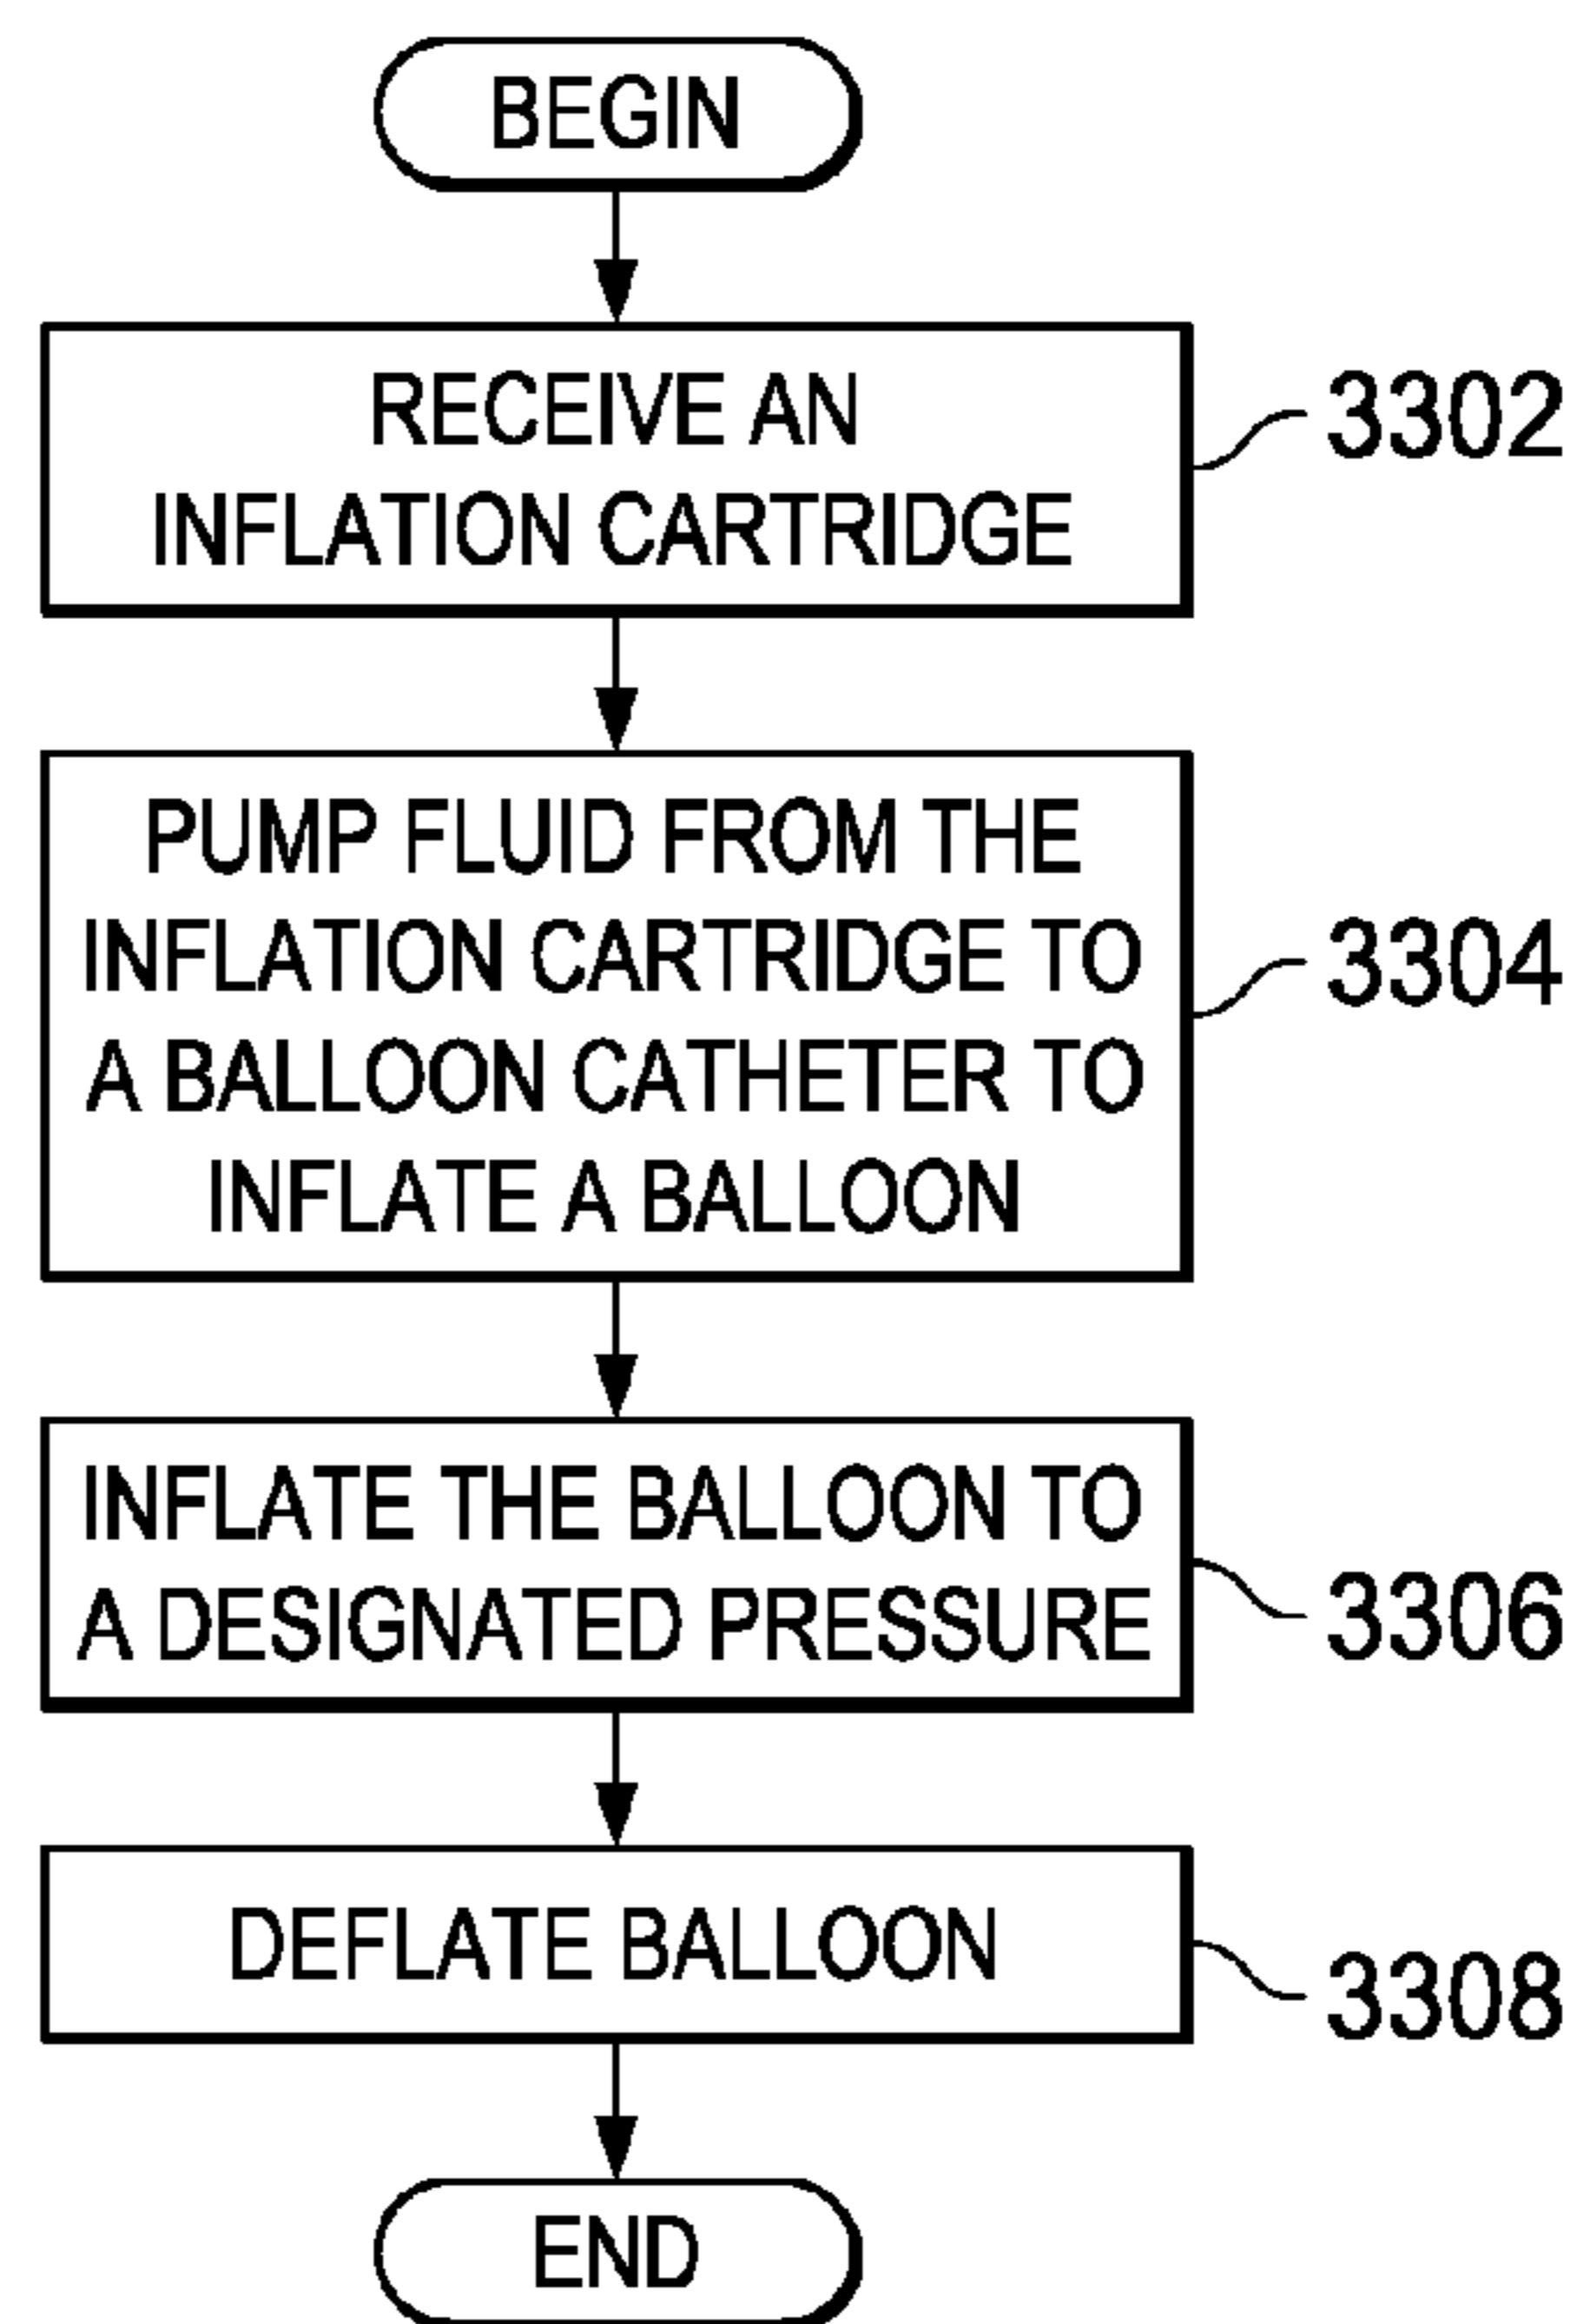 BEGIN
RECEIVE AN
INFLATION CARTRIDGE
3302
PUMP FLUID FROM THE
INFLATION CARTRIDGE TO
A BALLOON CATHETER TO
INFLATE A BALLOON
3304
INFLATE THE BALLOON TO
A DESIGNATED PRESSURE
3306
DEFLATE BALLOON
3308
END